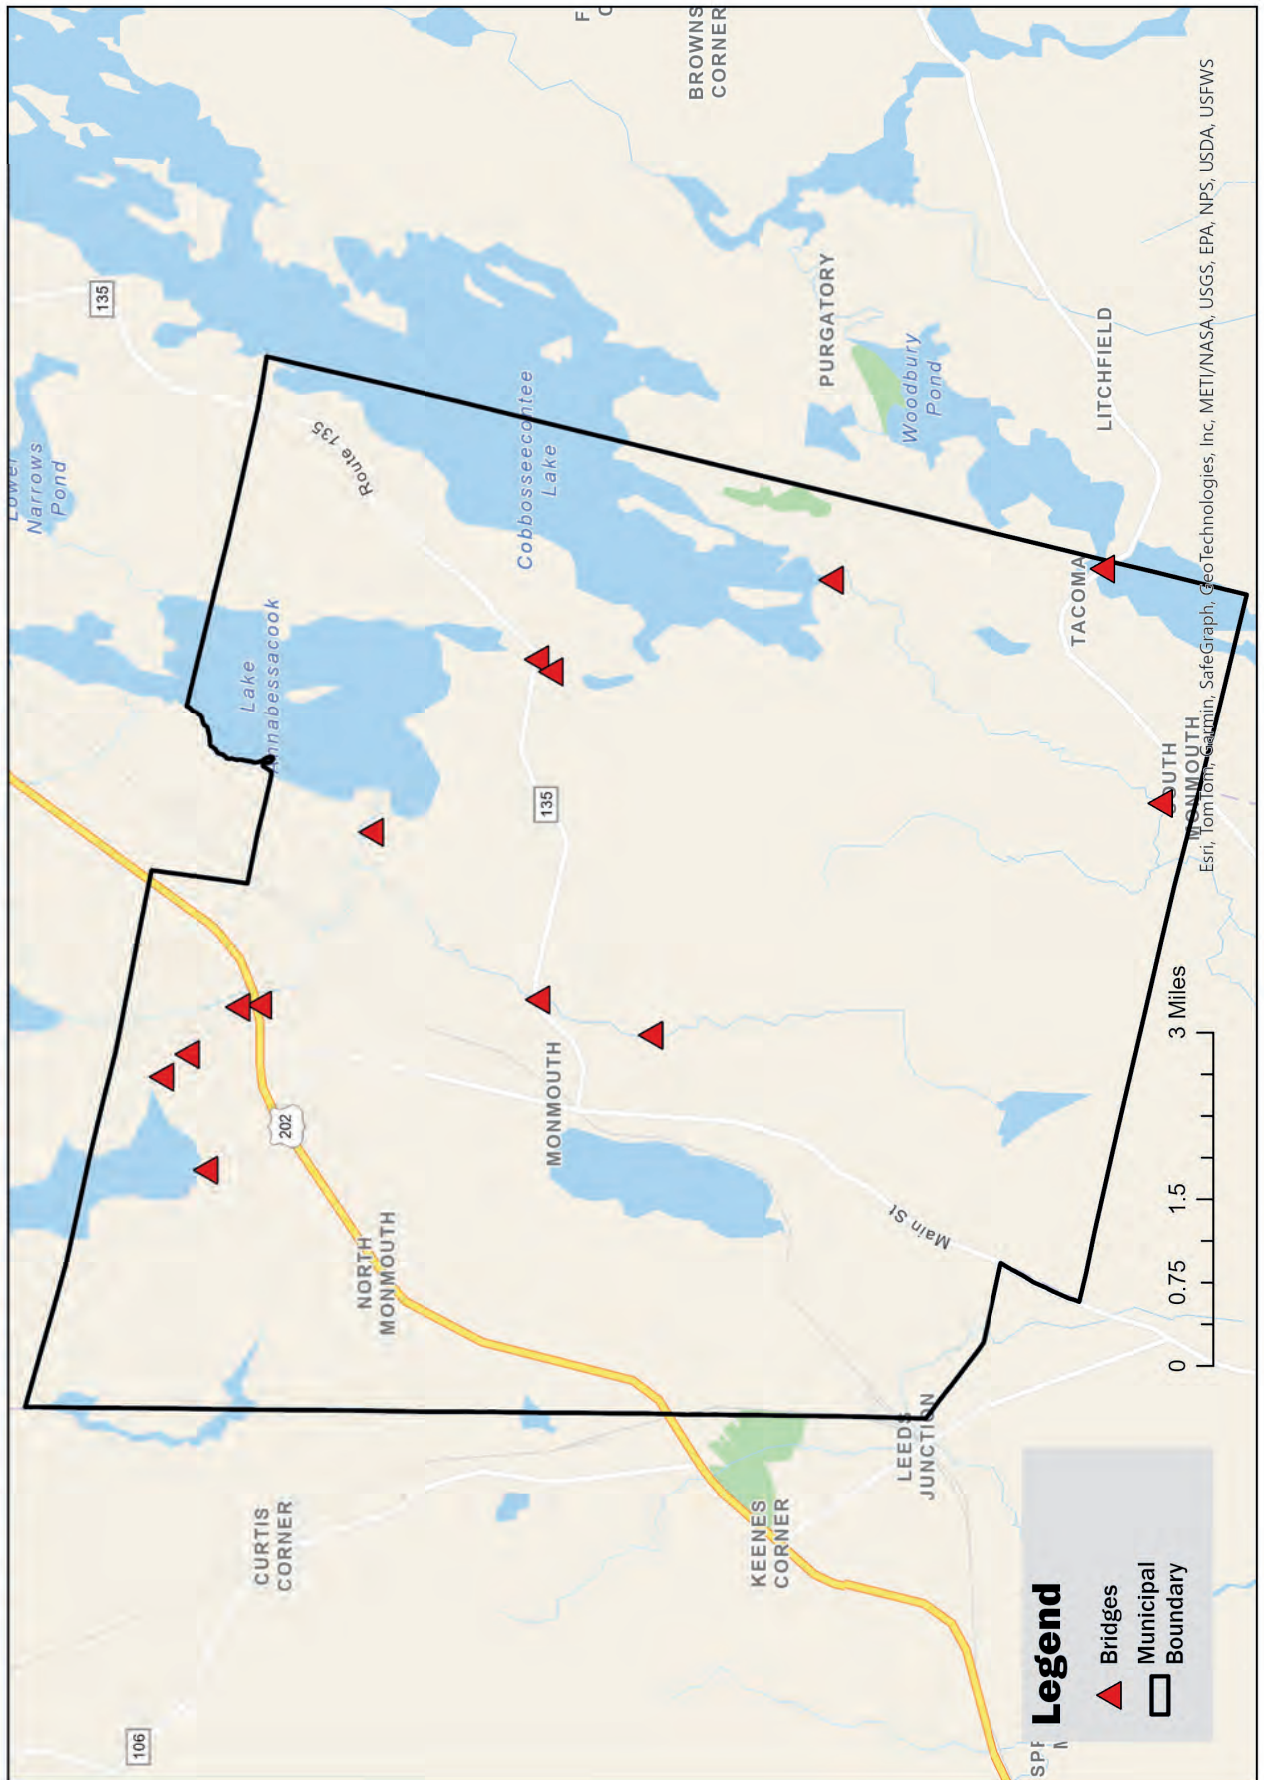 106
CURTIS
CORNER
KEENES
CORNER
LEEDS
JUNCTION
NORTH
MONMOUTH
202
MONMOUTH
Main St
135
Lake
Cobbosseecontee
Lake
Route 135
135
Narrows
Pond
TACOMA
MONMOUTH
PURGATORY
Woodbury
Pond
LITCHFIELD
BROWNS
CORNER
Legend
Bridges
Municipal
Boundary
0 0.75 1.5 3 Miles
Esri, TomTom, Garmin, SafeGraph, GeoTechnologies, Inc, METI/NASA, USGS, EPA, NPS, USDA, USFWS